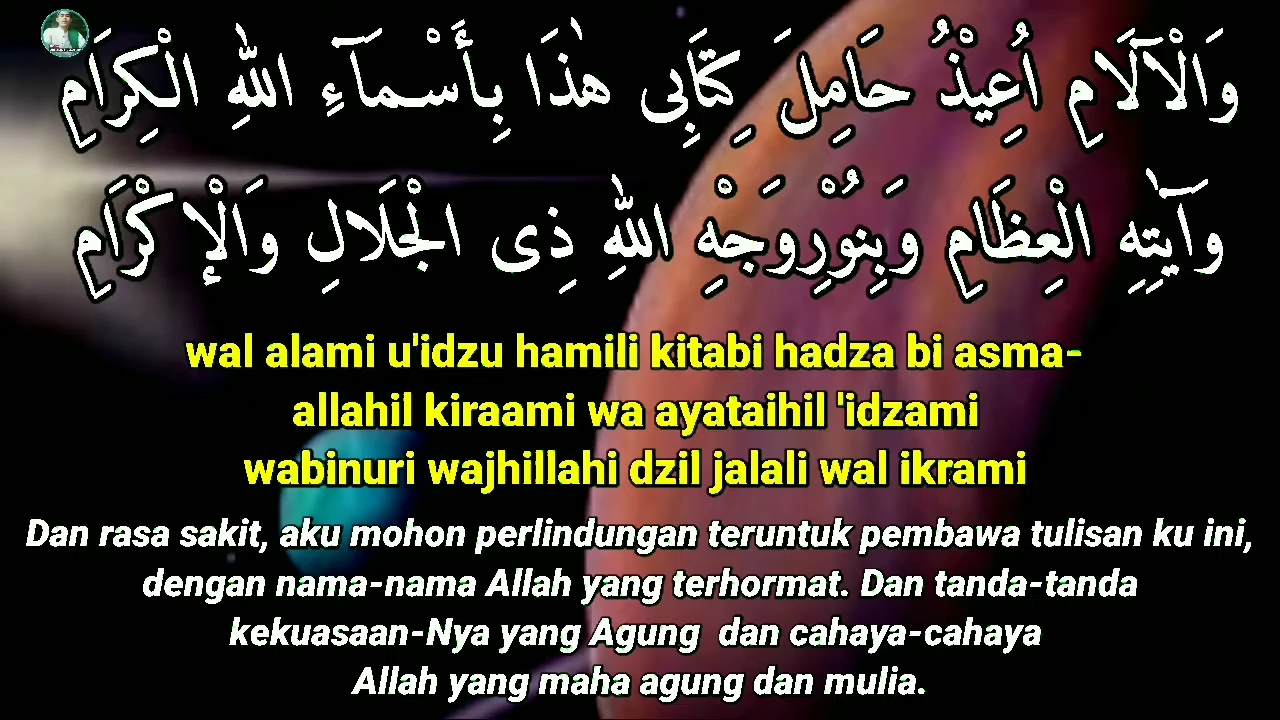 وَالْآلَامِ اُعِيْذُ حَامِلَ كِتَابِى هٰذَا بِأَسْمَآءِ اللهِ الْكِرَامِ
وَآيٰتِهِ الْعِظَامِ وَبِنُوْرِوَجْهِ اللهِ ذِى الْجَلَالِ وَالْإِكْرَامِ
wal alami u'idzu hamili kitabi hadza bi asma-
allahil kiraami wa ayataihil 'idzami
wabinuri wajhillahi dzil jalali wal ikrami
Dan rasa sakit, aku mohon perlindungan teruntuk pembawa tulisan ku ini,
dengan nama-nama Allah yang terhormat. Dan tanda-tanda
kekuasaan-Nya yang Agung dan cahaya-cahaya
Allah yang maha agung dan mulia.